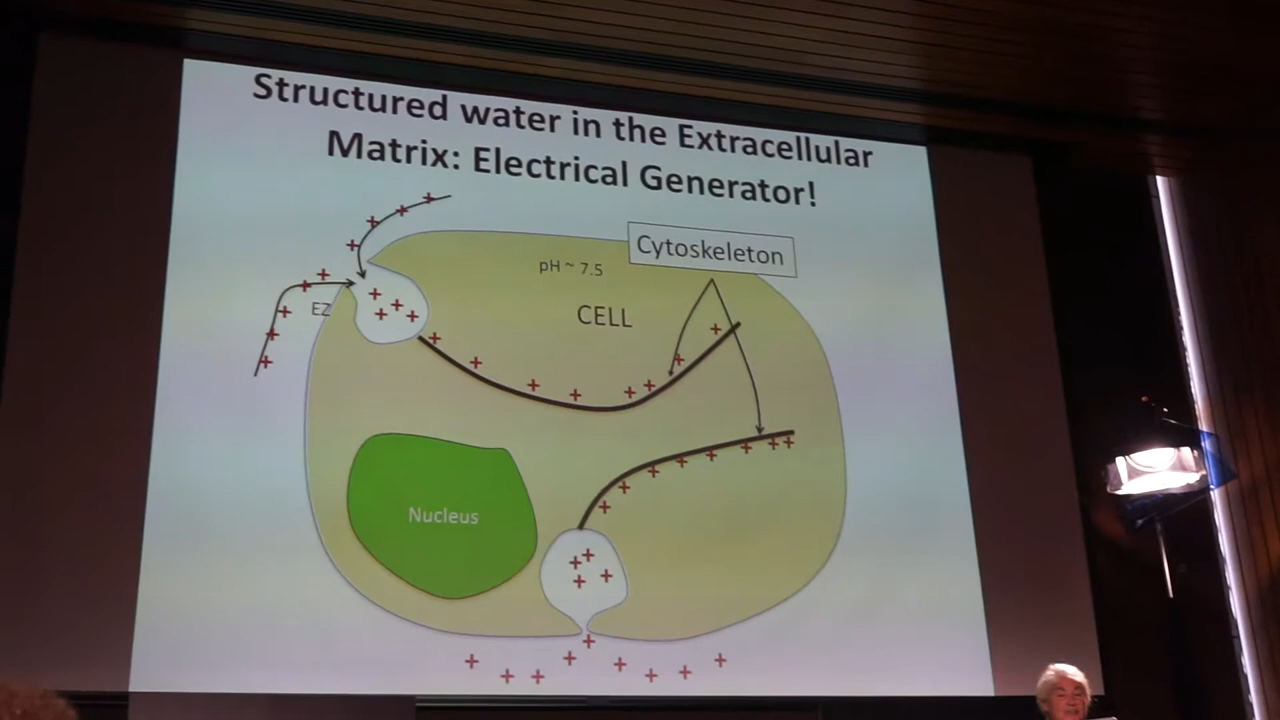 Structured water in the Extracellular
Matrix: Electrical Generator!
Cytoskeleton
pH ~ 7.5
EZ
CELL
Nucleus